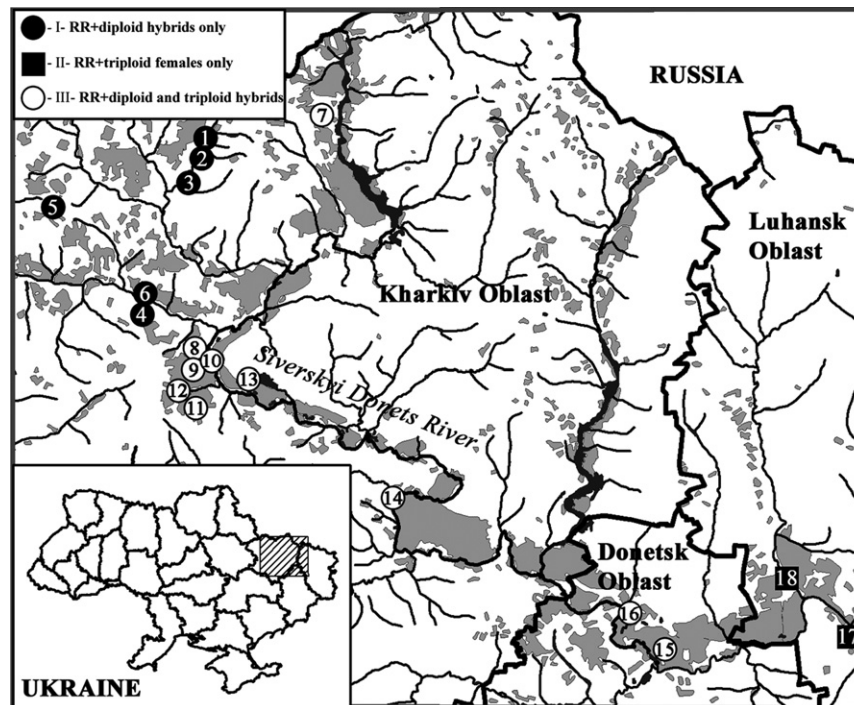 - I- RR+diploid hybrids only
- II- RR+triploid females only
- III- RR+diploid and triploid hybrids
RUSSIA
7
1
2
3
5
Luhansk
Oblast
Kharkiv Oblast
6
4
8
10
9
13
12
11
Siverskyi Donets River
14
Donetsk
Oblast
18
16
17
15
UKRAINE